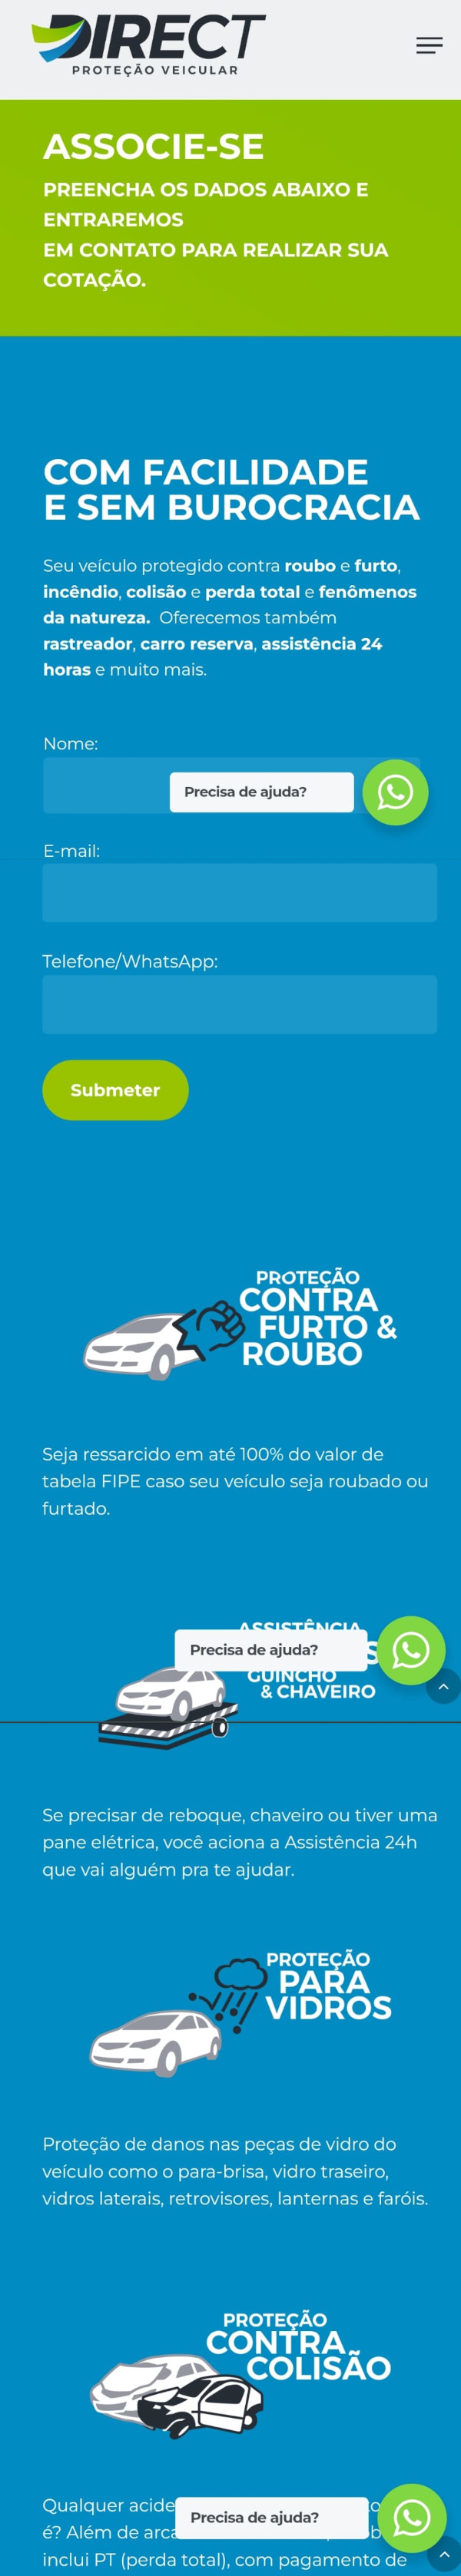 DIRECT
PROTEÇÃO VEICULAR
ASSOCIE-SE
PREENCHA OS DADOS ABAIXO E
ENTRAREMOS
EM CONTATO PARA REALIZAR SUA
COTAÇÃO.
COM FACILIDADE
E SEM BUROCRACIA
Seu veículo protegido contra roubo e furto,
incêndio, colisão e perda total e fenômenos
da natureza. Oferecemos também
rastreador, carro reserva, assistência 24
horas e muito mais.
Nome:
Precisa de ajuda?
E-mail:
Telefone/WhatsApp:
Submeter
PROTEÇÃO
CONTRA
FURTO &
ROUBO
Seja ressarcido em até 100% do valor de
tabela FIPE caso seu veículo seja roubado ou
furtado.
ASSISTÊNCIA
Precisa de ajuda?
GUINCHO
& CHAVEIRO
Se precisar de reboque, chaveiro ou tiver uma
pane elétrica, você aciona a Assistência 24h
que vai alguém pra te ajudar.
PROTEÇÃO
PARA
VIDROS
Proteção de danos nas peças de vidro do
veículo como o para-brisa, vidro traseiro,
vidros laterais, retrovisores, lanternas e faróis.
PROTEÇÃO
CONTRA
COLISÃO
Qualquer
Precisa de ajuda?
é? Além de
inclui PT (perda total), com pagamento de